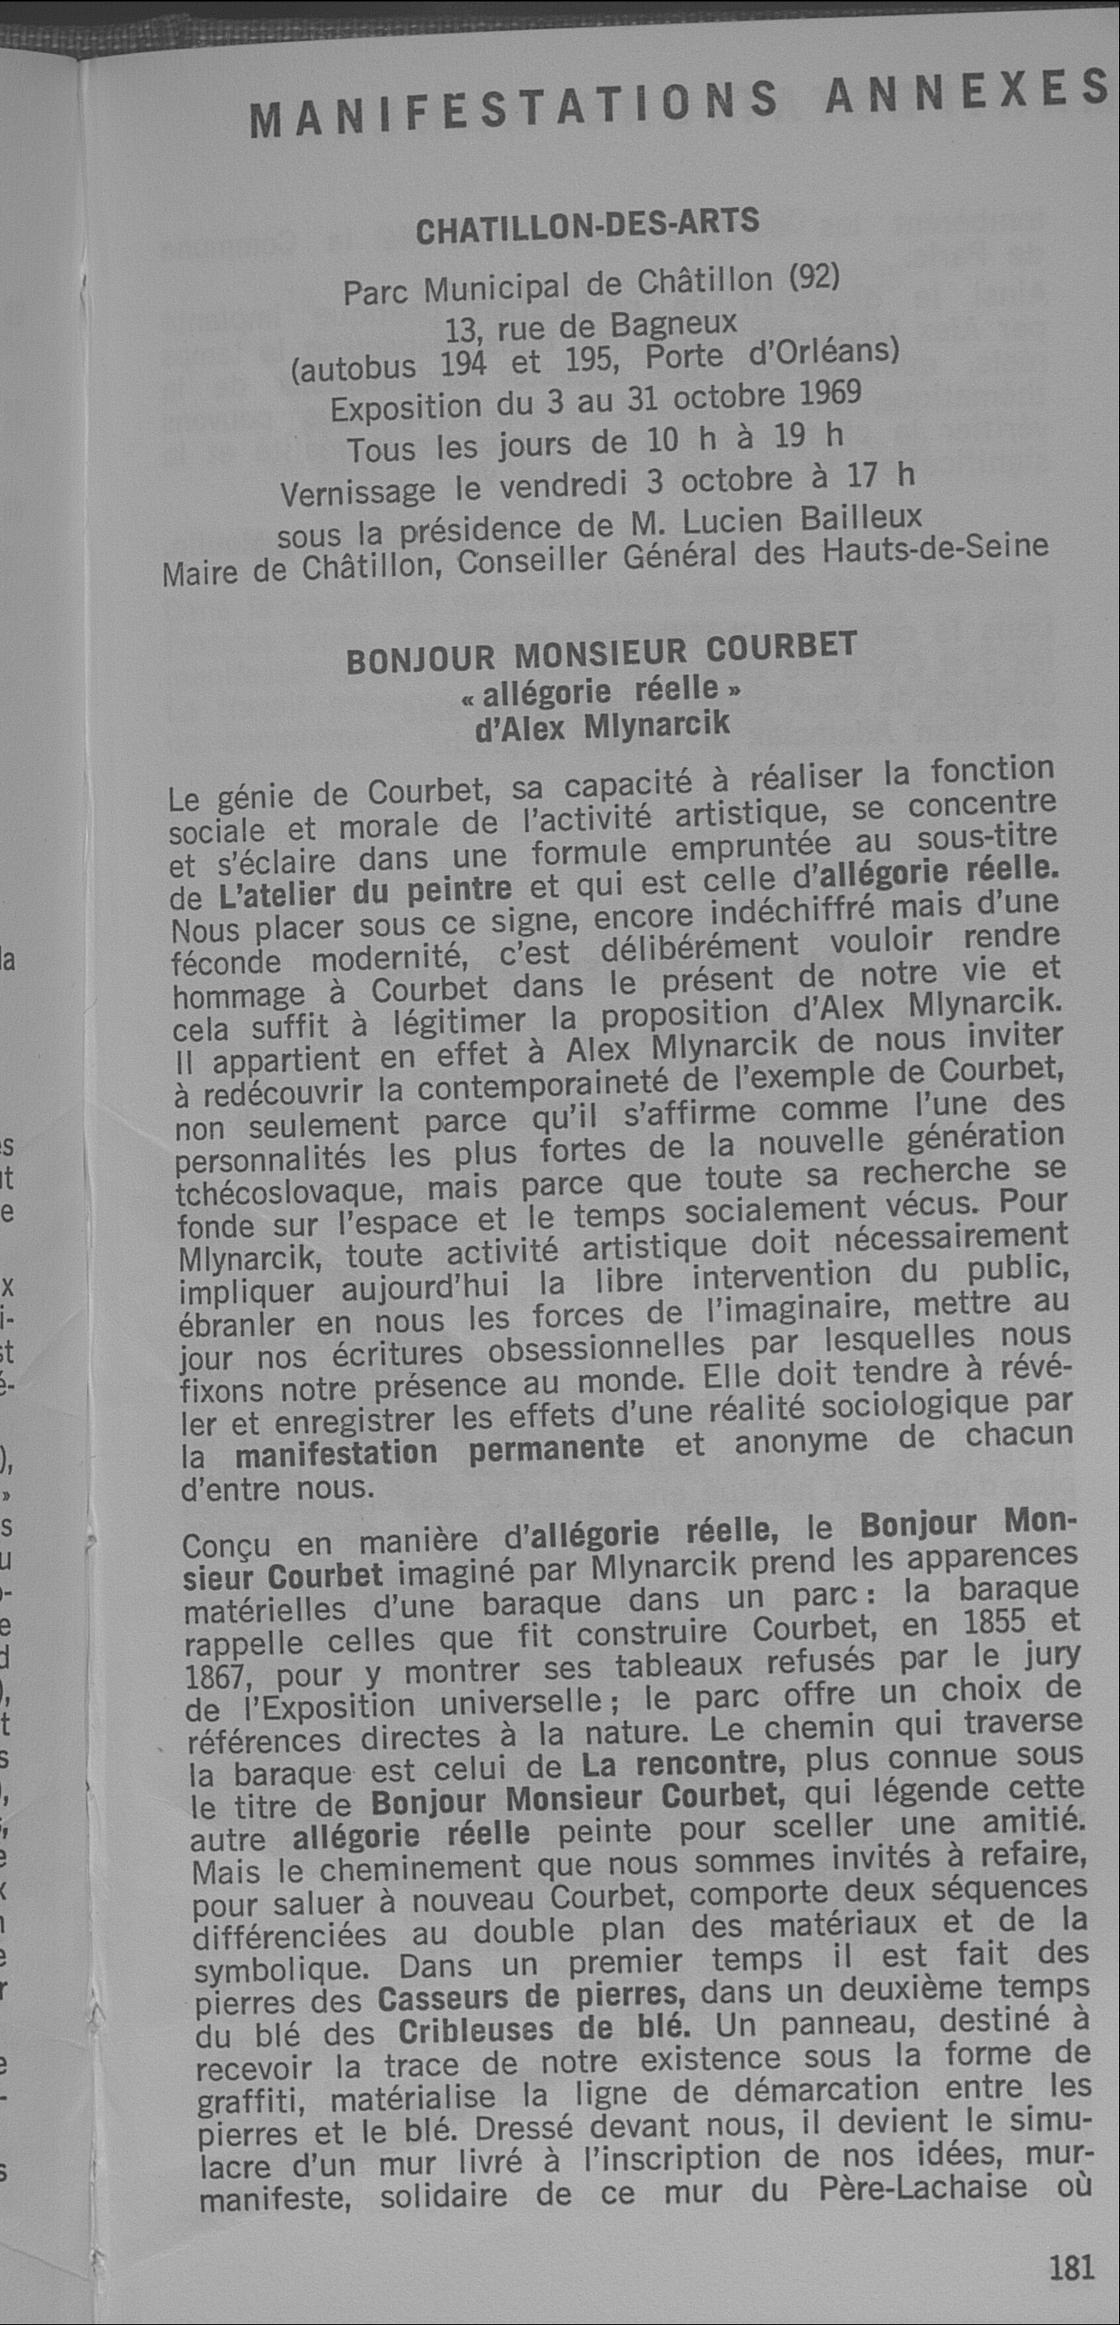 MANIFESTATIONS ANNEXES
CHATILLON-DES-ARTS
Parc Municipal de Châtillon (92)
13, rue de Bagneux
(autobus 194 et 195, Porte d'Orléans)
Exposition du 3 au 31 octobre 1969
Tous les jours de 10 h à 19 h
Vernissage le vendredi 3 octobre à 17 h
sous la présidence de M. Lucien Bailleux
Maire de Châtillon, Conseiller Général des Hauts-de-Seine
BONJOUR MONSIEUR COURBET
« allégorie réelle »
d'Alex Mlynarcik
Le génie de Courbet, sa capacité à réaliser la fonction
sociale et morale de l'activité artistique, se concentre
et s'éclaire dans une formule empruntée au sous-titre
de L'atelier du peintre et qui est celle d'allégorie réelle.
Nous placer sous ce signe, encore indéchiffré mais d'une
féconde modernité, c'est délibérément vouloir rendre
hommage à Courbet dans le présent de notre vie et
cela suffit à légitimer la proposition d'Alex Mlynarcik.
Il appartient en effet à Alex Mlynarcik de nous inviter
à redécouvrir la contemporaineté de l'exemple de Courbet,
non seulement parce qu'il s'affirme comme l'une des
personnalités les plus fortes de la nouvelle génération
tchécoslovaque, mais parce que toute sa recherche se
fonde sur l'espace et le temps socialement vécus. Pour
Mlynarcik, toute activité artistique doit nécessairement
impliquer aujourd'hui la libre intervention du public,
ébranler en nous les forces de l'imaginaire, mettre au
jour nos écritures obsessionnelles par lesquelles nous
fixons notre présence au monde. Elle doit tendre à révé-
ler et enregistrer les effets d'une réalité sociologique par
la manifestation permanente et anonyme de chacun
d'entre nous.
Conçu en manière d'allégorie réelle, le Bonjour Mon-
sieur Courbet imaginé par Mlynarcik prend les apparences
matérielles d'une baraque dans un parc : la baraque
rappelle celles que fit construire Courbet, en 1855 et
1867, pour y montrer ses tableaux refusés par le jury
de l'Exposition universelle ; le parc offre un choix de
références directes à la nature. Le chemin qui traverse
la baraque est celui de La rencontre, plus connue sous
le titre de Bonjour Monsieur Courbet, qui légende cette
autre allégorie réelle peinte pour sceller une amitié.
Mais le cheminement que nous sommes invités à refaire,
pour saluer à nouveau Courbet, comporte deux séquences
différenciées au double plan des matériaux et de la
symbolique. Dans un premier temps il est fait des
pierres des Casseurs de pierres, dans un deuxième temps
du blé des Cribleuses de blé. Un panneau, destiné à
recevoir la trace de notre existence sous la forme de
graffiti, matérialise la ligne de démarcation entre les
pierres et le blé. Dressé devant nous, il devient le simu-
lacre d'un mur livré à l'inscription de nos idées, mur-
manifeste, solidaire de ce mur du Père-Lachaise où
181